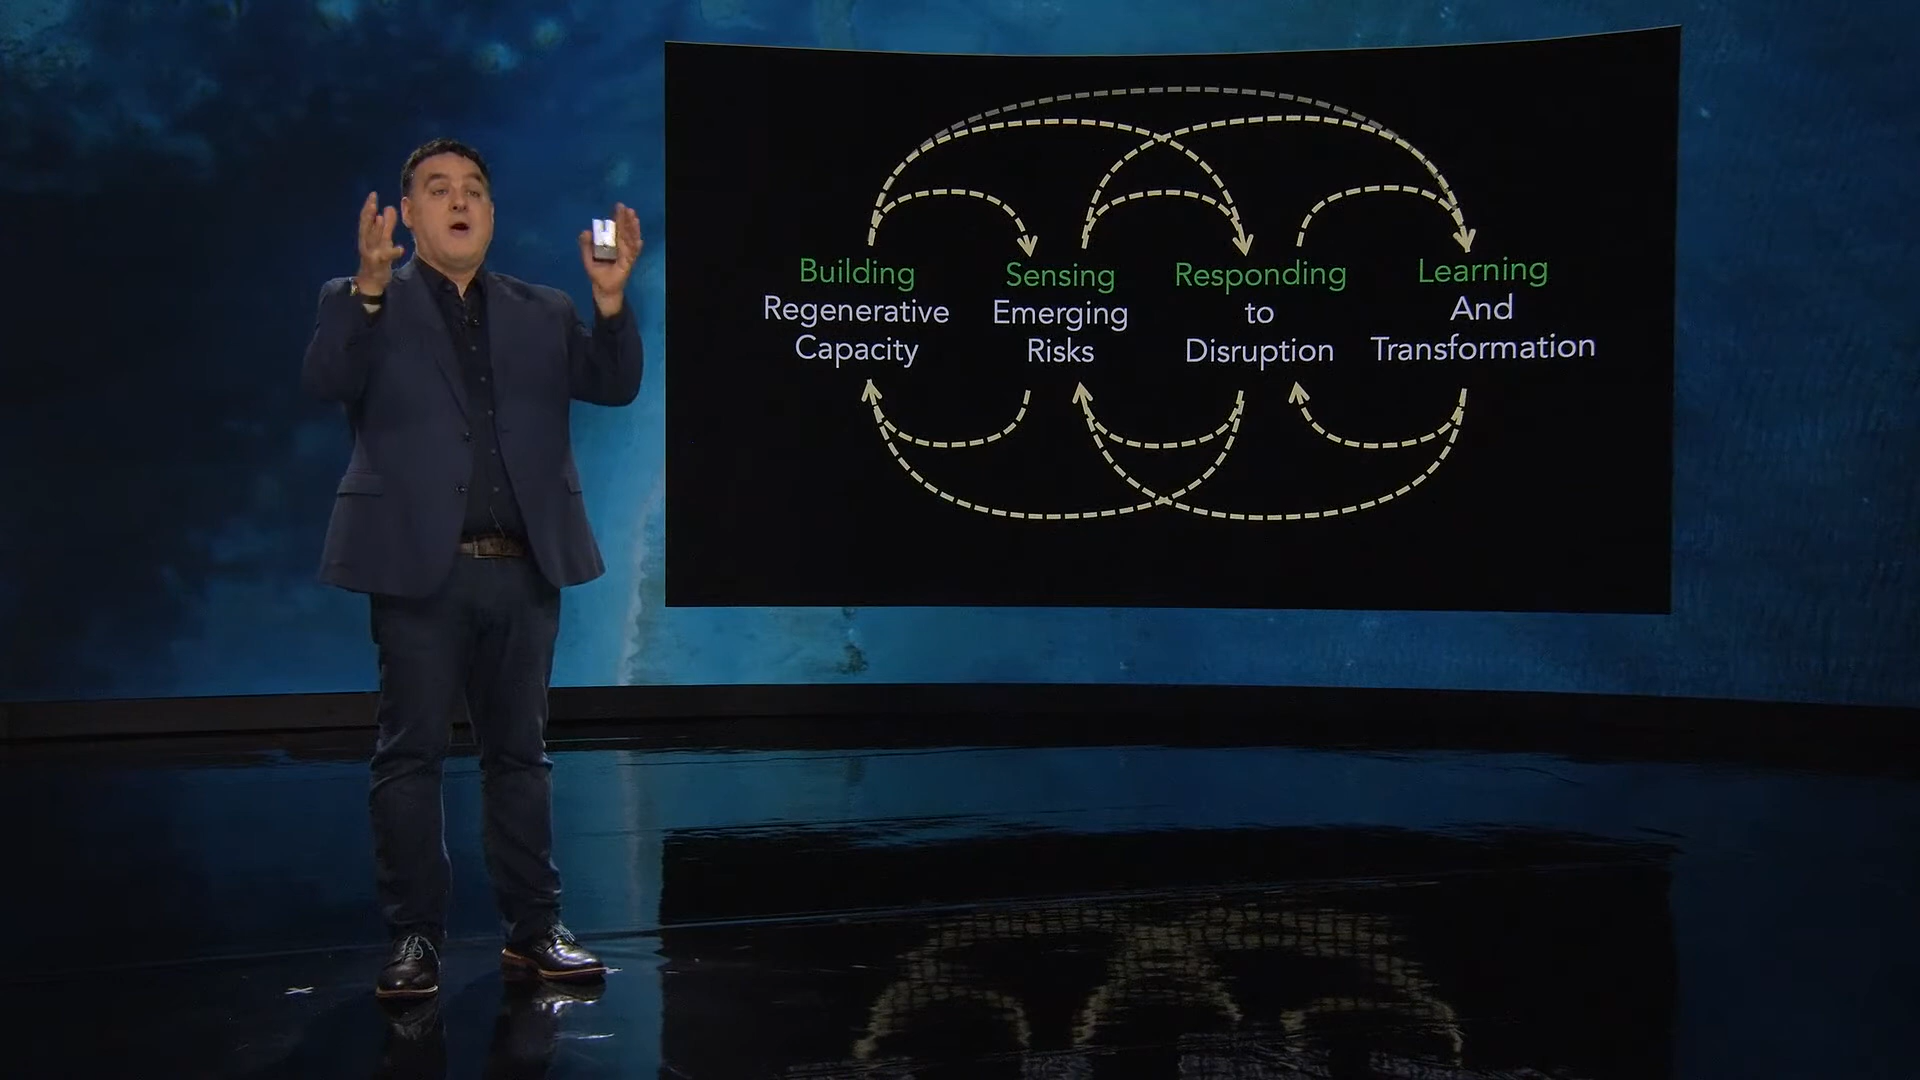 Building
Regenerative
Capacity
Sensing
Emerging
Risks
Responding
to
Disruption
Learning
And
Transformation